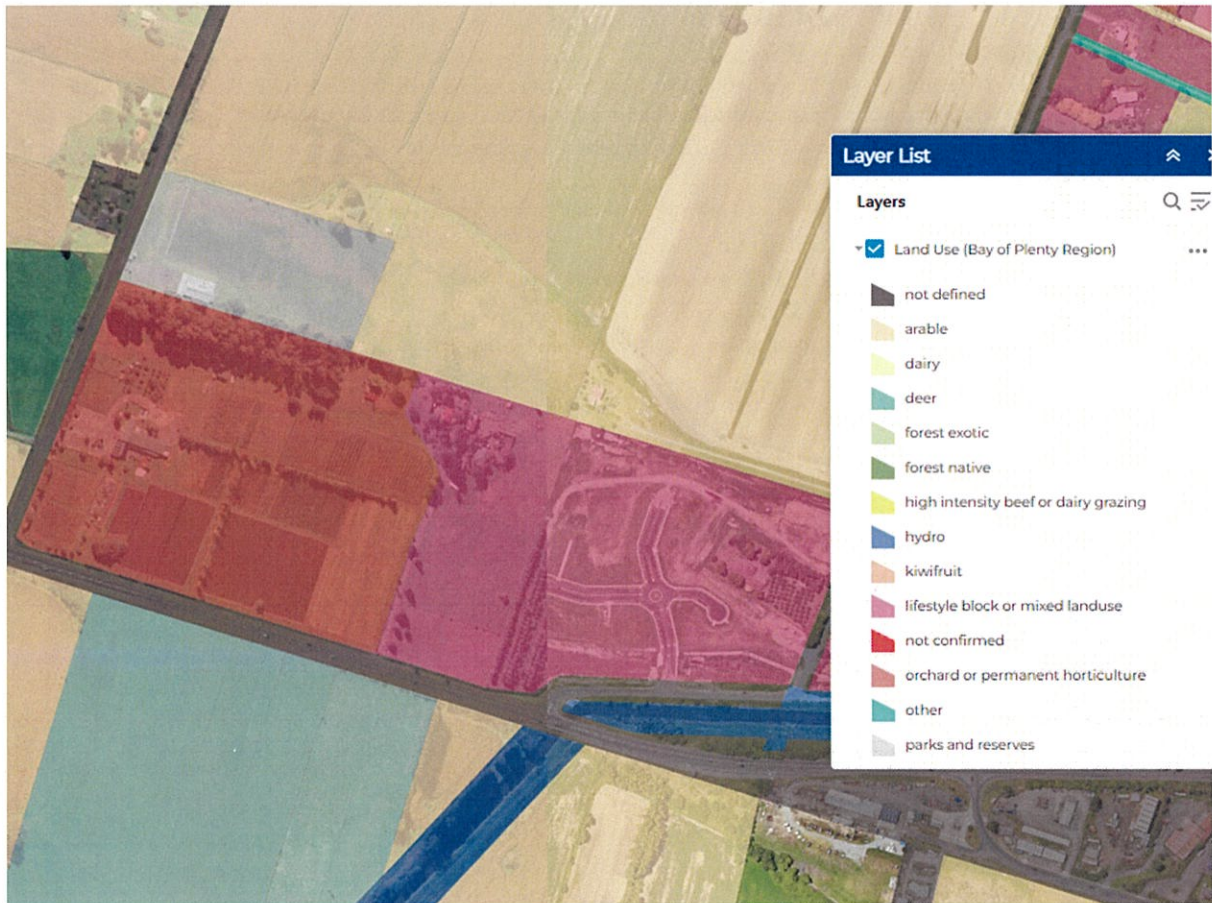 Layer List
Layers
Land Use (Bay of Plenty Region)
not defined
arable
dairy
deer
forest exotic
forest native
high intensity beef or dairy grazing
hydro
kiwifruit
lifestyle block or mixed landuse
not confirmed
orchard or permanent horticulture
other
parks and reserves